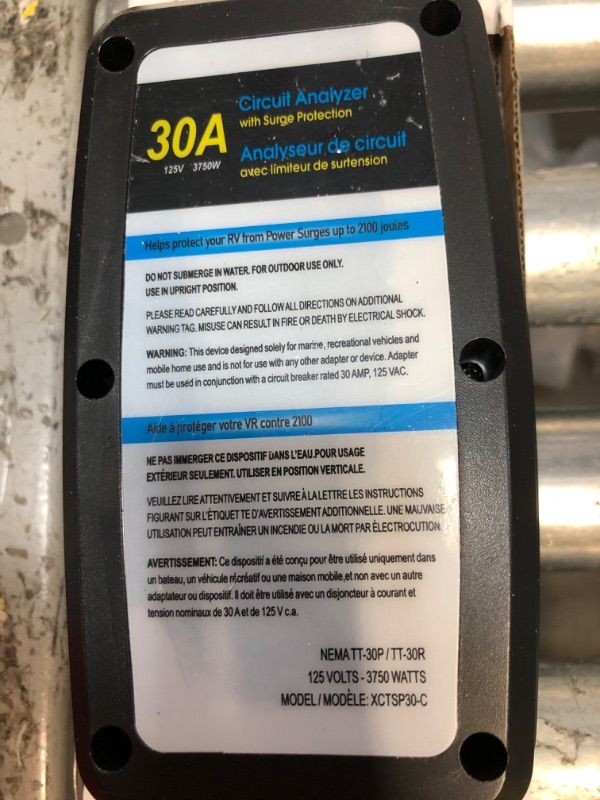 30A
125V 3750W
Circuit Analyzer
with Surge Protection
Analyseur de circuit
avec limiteur de surtension
Helps protect your RV from Power Surges up to 2100 joules
DO NOT SUBMERGE IN WATER. FOR OUTDOOR USE ONLY.
USE IN UPRIGHT POSITION.
PLEASE READ CAREFULLY AND FOLLOW ALL DIRECTIONS ON ADDITIONAL
WARNING TAG. MISUSE CAN RESULT IN FIRE OR DEATH BY ELECTRICAL SHOCK.
WARNING: This device designed solely for marine, recreational vehicles and
mobile home use and is not for use with any other adapter or device. Adapter
must be used in conjunction with a circuit breaker rated 30 AMP, 125 VAC.
Aide à protéger votre VR contre 2100
NE PAS IMMERGER CE DISPOSITIF DANS L'EAU.POUR USAGE
EXTÉRIEUR SEULEMENT. UTILISER EN POSITION VERTICALE.
VEUILLEZ LIRE ATTENTIVEMENT ET SUIVRE À LA LETTRE LES INSTRUCTIONS
FIGURANT SUR L'ÉTIQUETTE D'AVERTISSEMENT ADDITIONNELLE. UNE MAUVAISE
UTILISATION PEUT ENTRAÎNER UN INCENDIE OU LA MORT PAR ÉLECTROCUTION.
AVERTISSEMENT: Ce dispositif a été conçu pour être utilisé uniquement dans
un bateau, un véhicule récréatif ou une maison mobile,et non avec un autre
adaptateur ou dispositif. Il doit être utilisé avec un disjoncteur à courant et
tension nominaux de 30 A et de 125 V c.a.
NEMA TT-30P / TT-30R
125 VOLTS - 3750 WATTS
MODEL / MODÈLE: XCTSP30-C